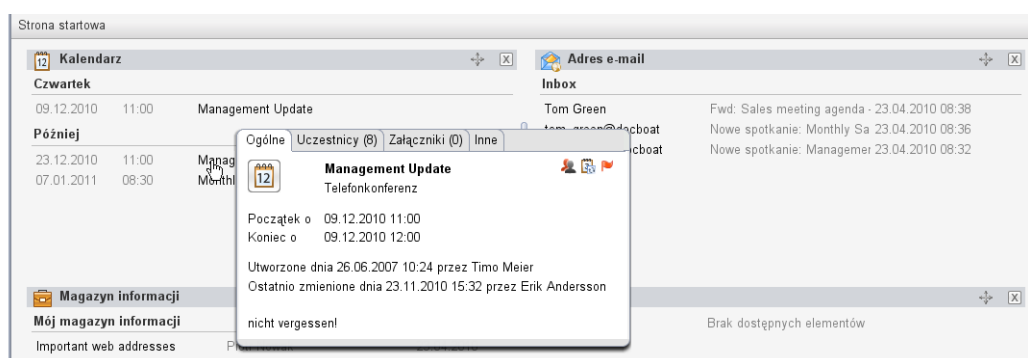 Strona startowa
Kalendarz
Czwartek
09.12.2010 11:00 Management Update
Później
23.12.2010 11:00 Manag
07.01.2011 08:30 Monthl
Adres e-mail
Inbox
Tom Green Fwd: Sales meeting agenda - 23.04.2010 08:38
tom_green@docboat Nowe spotkanie: Monthly Sa 23.04.2010 08:36
ocboat Nowe spotkanie: Managemer 23.04.2010 08:32
Ogólne Uczestnicy (8) Załączniki (0) Inne
12
Management Update
Telefonkonferenz
Początek o 09.12.2010 11:00
Koniec o 09.12.2010 12:00
Utworzone dnia 26.06.2007 10:24 przez Timo Meier
Ostatnio zmienione dnia 23.11.2010 15:32 przez Erik Andersson
nicht vergessen!
Magazyn informacji
Mój magazyn informacji
Important web addresses
Brak dostępnych elementów